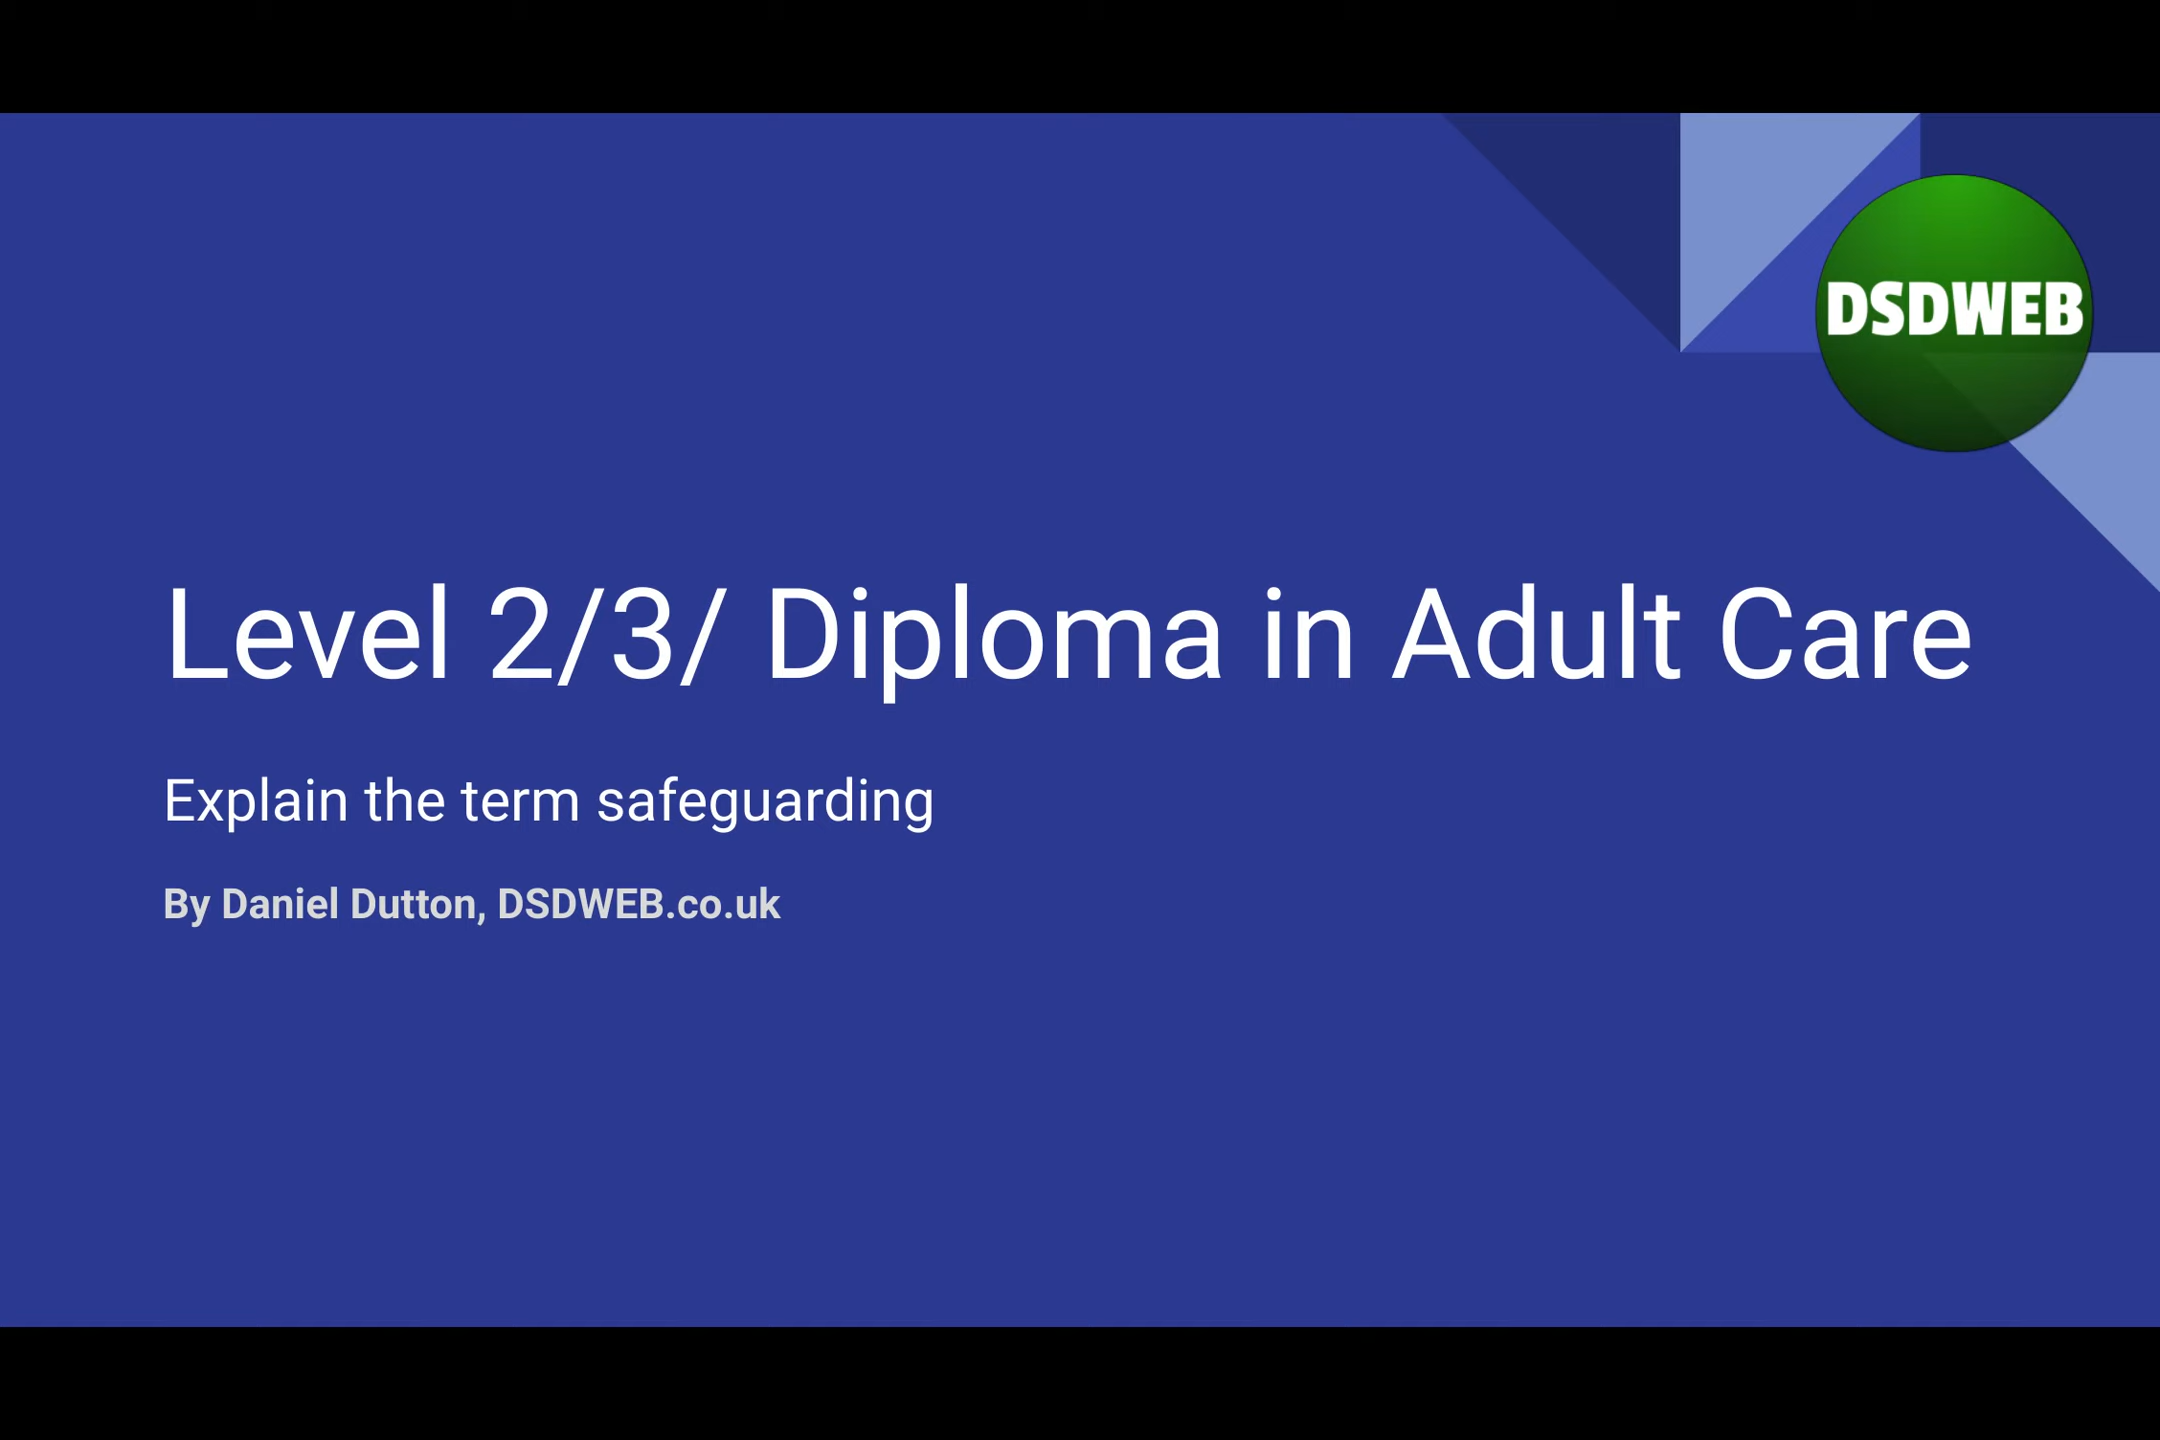 DSDWEB
Level 2/3/ Diploma in Adult Care
Explain the term safeguarding
By Daniel Dutton, DSDWEB.co.uk